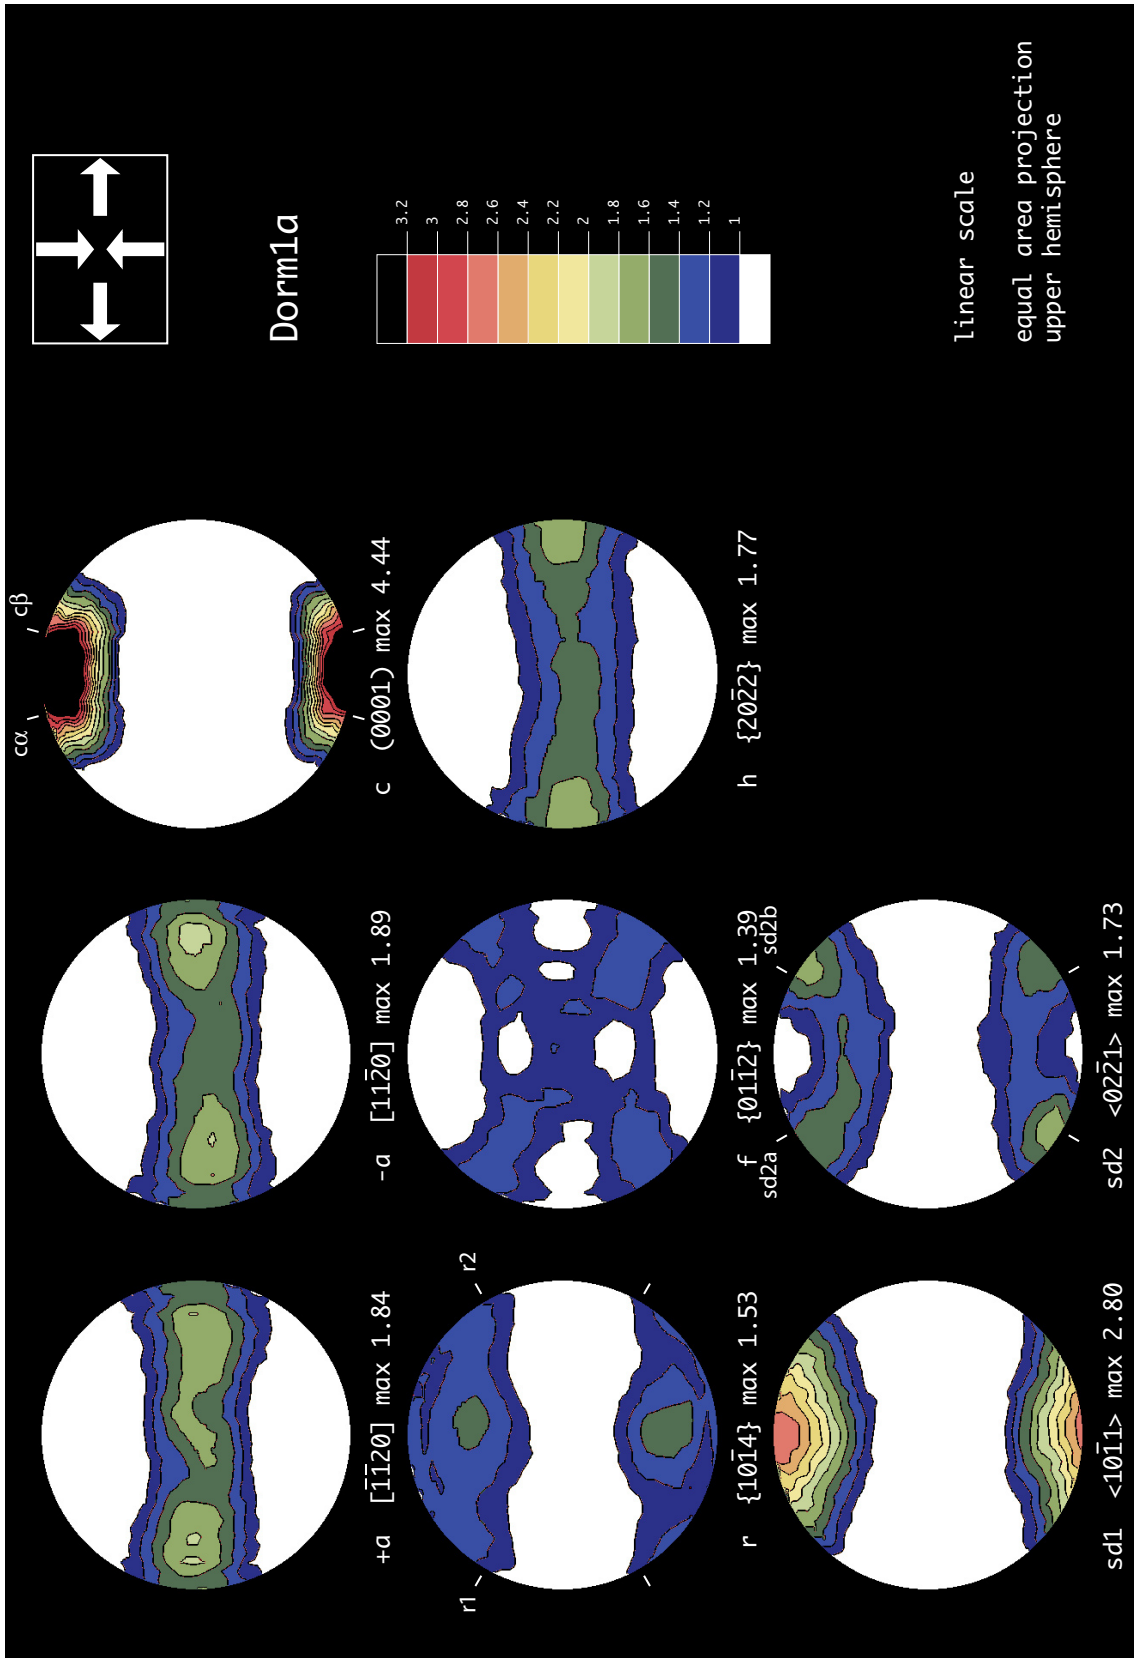 cα cβ
+a [1̅1̅20] max 1.84
-a [112̅0] max 1.89
c (0001) max 4.44
Dorm1a
3.2
3
2.8
2.6
2.4
2.2
2
1.8
1.6
1.4
1.2
1
r1 r2
r {101̅4} max 1.53
f {011̅2} max 1.39
h {202̅2} max 1.77
sd2a sd2b
sd1 <101̅1> max 2.80
sd2 <022̅1> max 1.73
linear scale
equal area projection
upper hemisphere